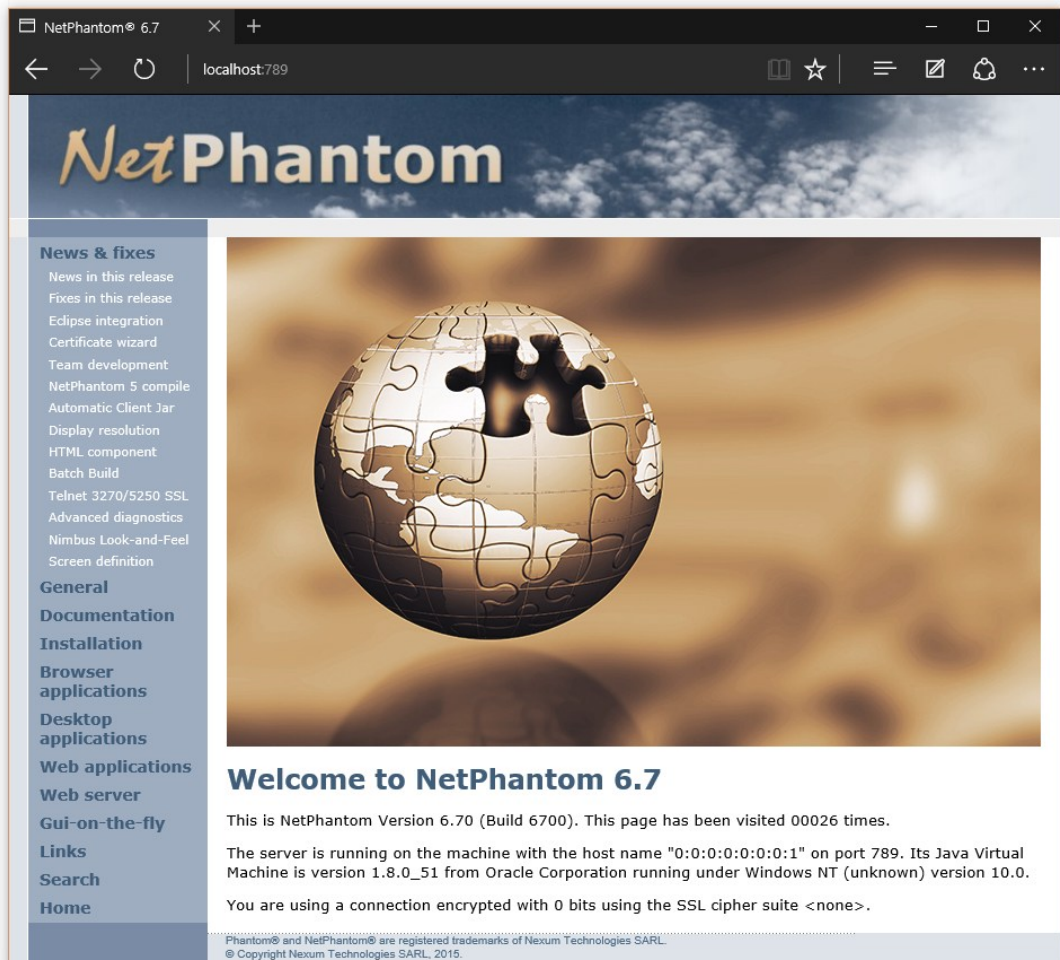 NetPhantom® 6.7
localhost:789
NetPhantom
News & fixes
News in this release
Fixes in this release
Eclipse integration
Certificate wizard
Team development
NetPhantom 5 compile
Automatic Client Jar
Display resolution
HTML component
Batch Build
Telnet 3270/5250 SSL
Advanced diagnostics
Nimbus Look-and-Feel
Screen definition
General
Documentation
Installation
Browser
applications
Desktop
applications
Web applications
Web server
Gui-on-the-fly
Links
Search
Home
Welcome to NetPhantom 6.7
This is NetPhantom Version 6.70 (Build 6700). This page has been visited 00026 times.
The server is running on the machine with the host name "0:0:0:0:0:0:0:1" on port 789. Its Java Virtual
Machine is version 1.8.0_51 from Oracle Corporation running under Windows NT (unknown) version 10.0.
You are using a connection encrypted with 0 bits using the SSL cipher suite <none>.
Phantom® and NetPhantom® are registered trademarks of Nexum Technologies SARL.
© Copyright Nexum Technologies SARL, 2015.